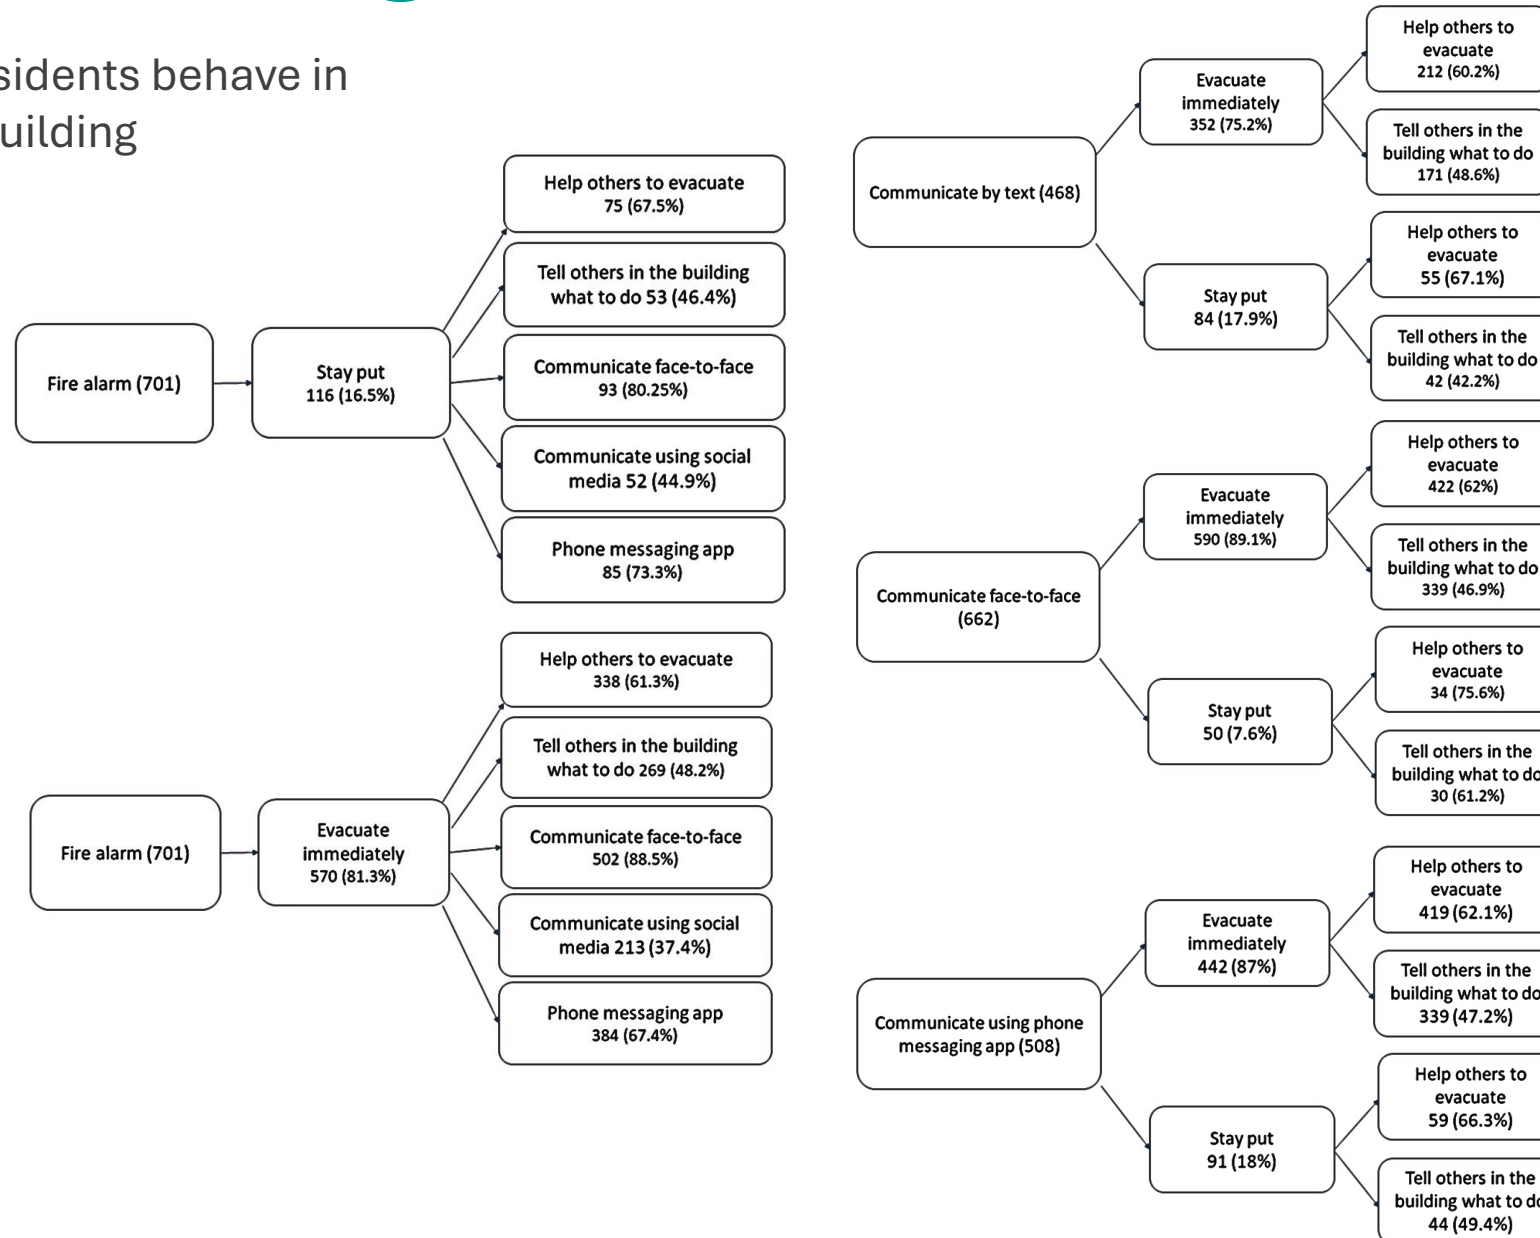 sidents behave in
uilding
Fire alarm (701)
Stay put
116 (16.5%)
Help others to evacuate
75 (67.5%)
Tell others in the building
what to do 53 (46.4%)
Communicate face-to-face
93 (80.25%)
Communicate using social
media 52 (44.9%)
Phone messaging app
85 (73.3%)
Fire alarm (701)
Evacuate
immediately
570 (81.3%)
Help others to evacuate
338 (61.3%)
Tell others in the building
what to do 269 (48.2%)
Communicate face-to-face
502 (88.5%)
Communicate using social
media 213 (37.4%)
Phone messaging app
384 (67.4%)
Communicate by text (468)
Evacuate
immediately
352 (75.2%)
Help others to
evacuate
212 (60.2%)
Tell others in the
building what to do
171 (48.6%)
Stay put
84 (17.9%)
Help others to
evacuate
55 (67.1%)
Tell others in the
building what to do
42 (42.2%)
Communicate face-to-face
(662)
Evacuate
immediately
590 (89.1%)
Help others to
evacuate
422 (62%)
Tell others in the
building what to do
339 (46.9%)
Stay put
50 (7.6%)
Help others to
evacuate
34 (75.6%)
Tell others in the
building what to do
30 (61.2%)
Communicate using phone
messaging app (508)
Evacuate
immediately
442 (87%)
Help others to
evacuate
419 (62.1%)
Tell others in the
building what to do
339 (47.2%)
Stay put
91 (18%)
Help others to
evacuate
59 (66.3%)
Tell others in the
building what to do
44 (49.4%)